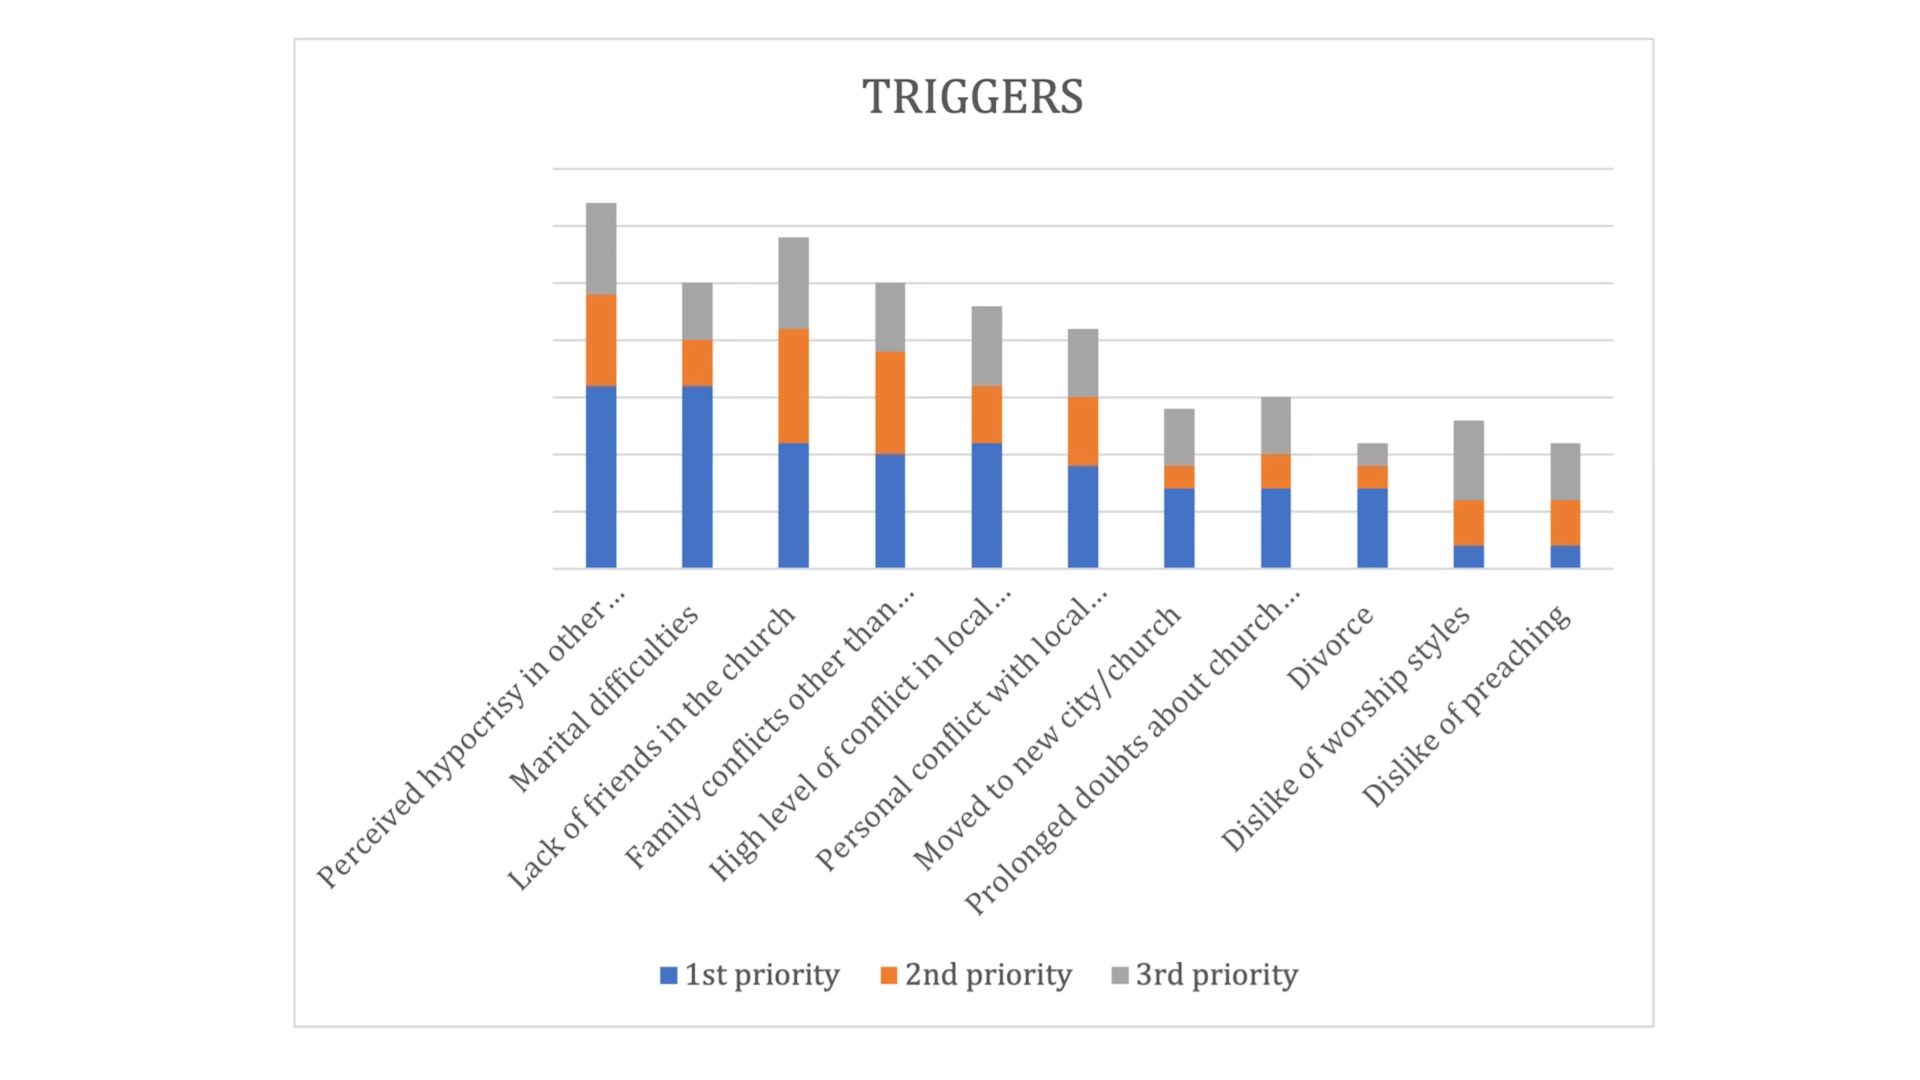 TRIGGERS
Perceived hypocrisy in other...
Marital difficulties
Lack of friends in the church
Family conflicts other than...
High level of conflict in local...
Personal conflict with local...
Moved to new city/church
Prolonged doubts about church...
Divorce
Dislike of worship styles
Dislike of preaching
1st priority 2nd priority 3rd priority